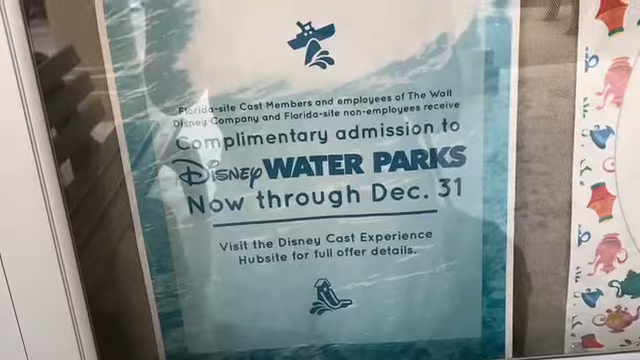 Florida-site Cast Members and employees of The Walt
Disney Company and Florida-site non-employees receive
Complimentary admission to
Disney WATER PARKS
Now through Dec. 31
Visit the Disney Cast Experience
Hubsite for full offer details.